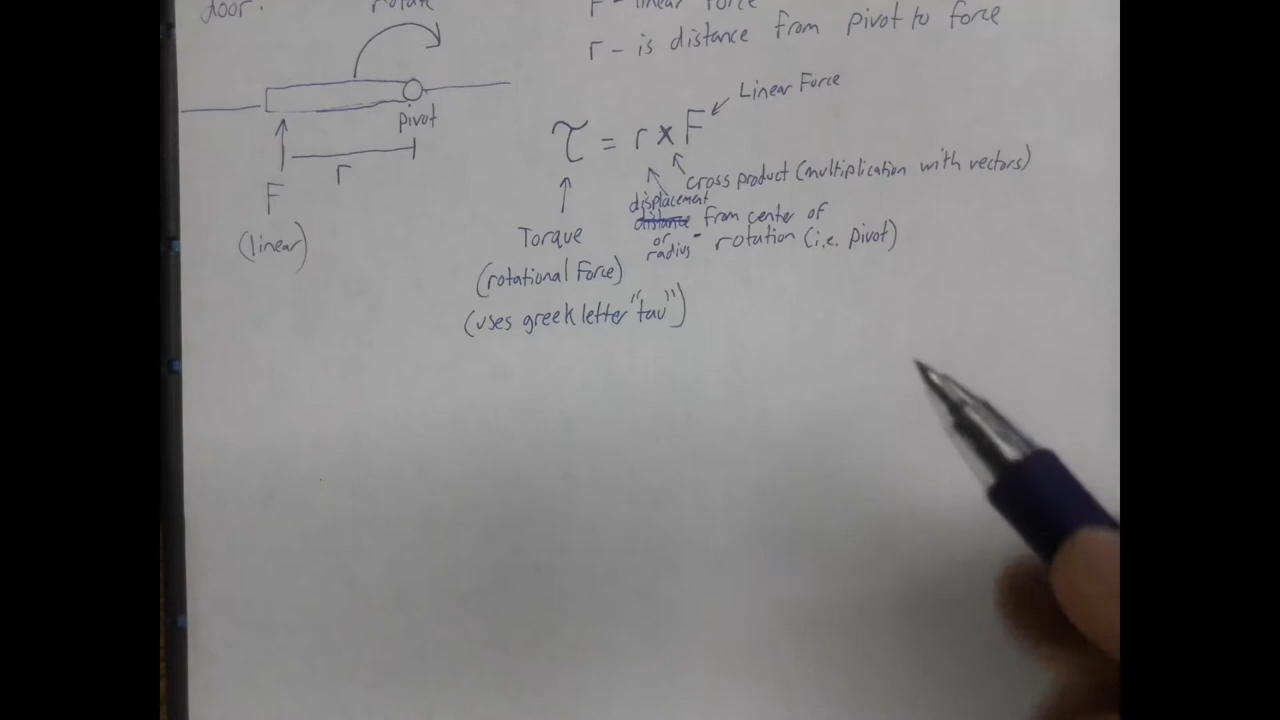 door. rotate
F - linear force
r - is distance from pivot to force
Linear Force
pivot
τ = r x F
r
cross product (multiplication with vectors)
F
displacement
distance from center of
or
radius - rotation (i.e. pivot)
(linear)
Torque
(rotational Force)
(uses greek letter "tau")